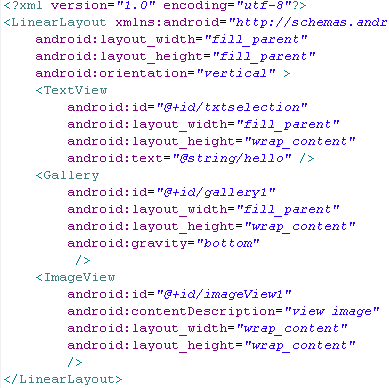 <?xml version="1.0" encoding="utf-8"?>
<LinearLayout xmlns:android="http://schemas.andr
    android:layout_width="fill_parent"
    android:layout_height="fill_parent"
    android:orientation="vertical" >
    <TextView
        android:id="@+id/txtselection"
        android:layout_width="fill_parent"
        android:layout_height="wrap_content"
        android:text="@string/hello" />
    <Gallery
        android:id="@+id/gallery1"
        android:layout_width="fill_parent"
        android:layout_height="wrap_content"
        android:gravity="bottom"
         />
    <ImageView
        android:id="@+id/imageView1"
        android:contentDescription="view image"
        android:layout_width="wrap_content"
        android:layout_height="wrap_content"
        />
</LinearLayout>